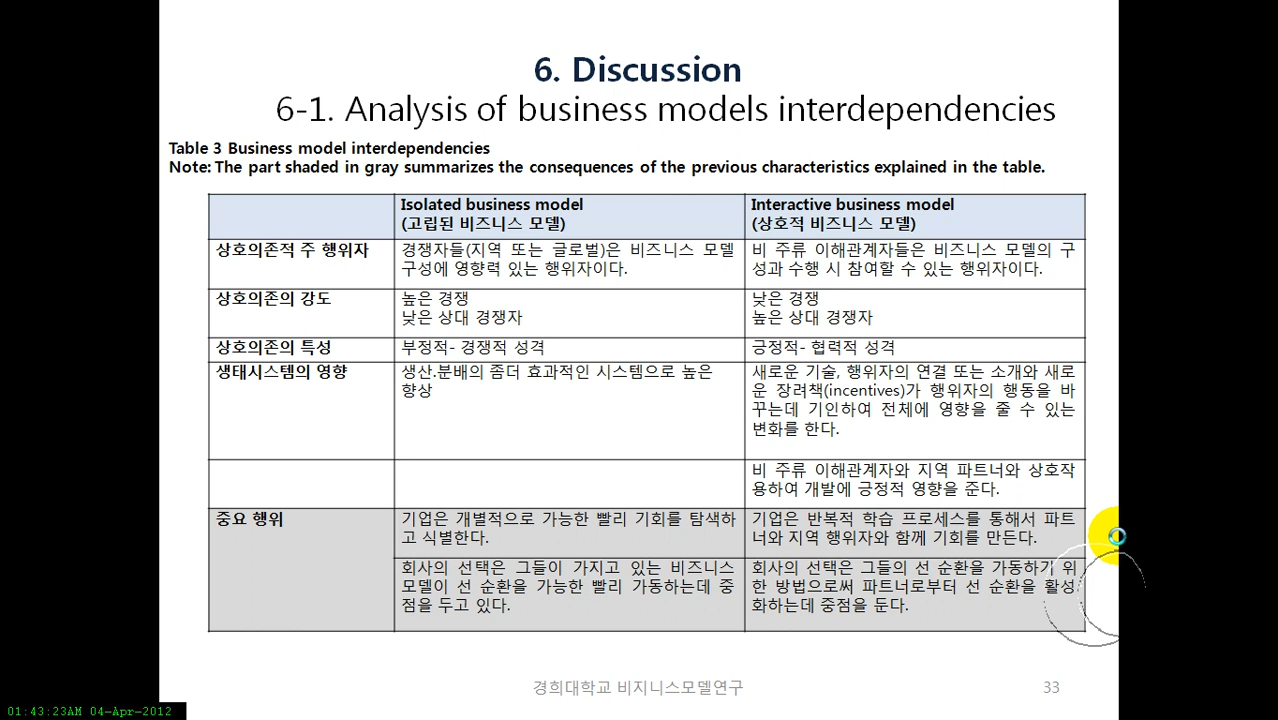 6. Discussion
6-1. Analysis of business models interdependencies
Table 3 Business model interdependencies
Note: The part shaded in gray summarizes the consequences of the previous characteristics explained in the table.
Isolated business model
(고립된 비즈니스 모델)
Interactive business model
(상호적 비즈니스 모델)
상호의존적 주 행위자
경쟁자들(지역 또는 글로벌)은 비즈니스 모델
구성에 영향력 있는 행위자이다.
비 주류 이해관계자들은 비즈니스 모델의 구
성과 수행 시 참여할 수 있는 행위자이다.
상호의존의 강도
높은 경쟁
낮은 상대 경쟁자
낮은 경쟁
높은 상대 경쟁자
상호의존의 특성
부정적- 경쟁적 성격
긍정적- 협력적 성격
생태시스템의 영향
생산.분배의 좀더 효과적인 시스템으로 높은
향상
새로운 기술, 행위자의 연결 또는 소개와 새로
운 장려책(incentives)가 행위자의 행동을 바
꾸는데 기인하여 전체에 영향을 줄 수 있는
변화를 한다.
비 주류 이해관계자와 지역 파트너와 상호작
용하여 개발에 긍정적 영향을 준다.
중요 행위
기업은 개별적으로 가능한 빨리 기회를 탐색하
고 식별한다.
기업은 반복적 학습 프로세스를 통해서 파트
너와 지역 행위자와 함께 기회를 만든다.
회사의 선택은 그들이 가지고 있는 비즈니스
모델이 선 순환을 가능한 빨리 가동하는데 중
점을 두고 있다.
회사의 선택은 그들의 선 순환을 가동하기 위
한 방법으로써 파트너로부터 선 순환을 활성
화하는데 중점을 둔다.
경희대학교 비지니스모델연구
33
01:43:23AM 04-Apr-2012